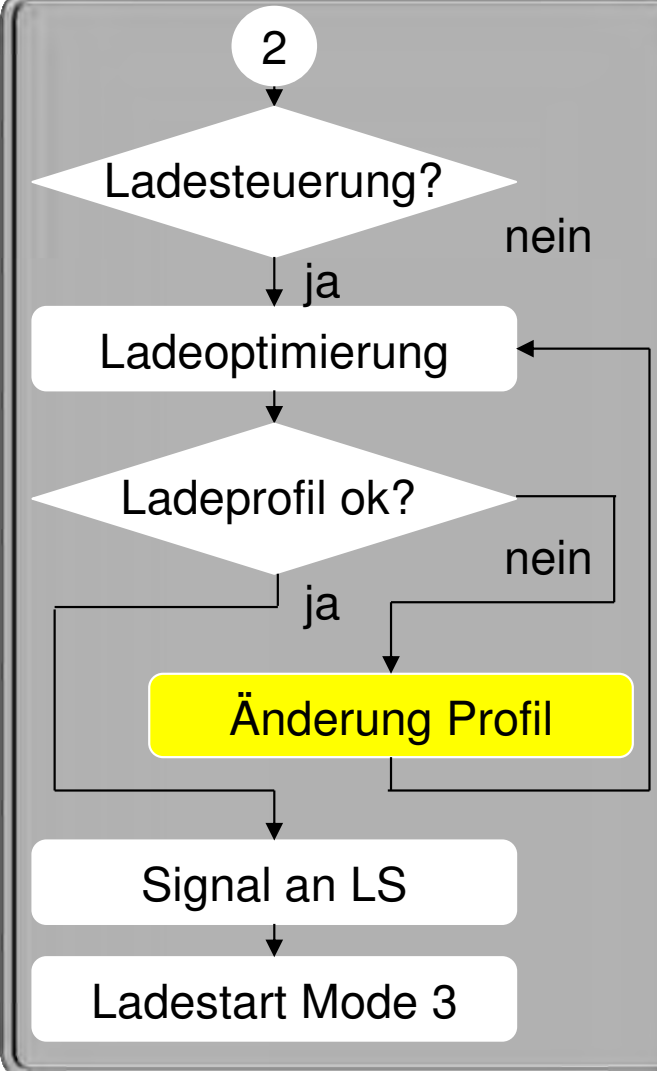 2
Ladesteuerung?
nein
ja
Ladeoptimierung
Ladeprofil ok?
nein
ja
Änderung Profil
Signal an LS
Ladestart Mode 3